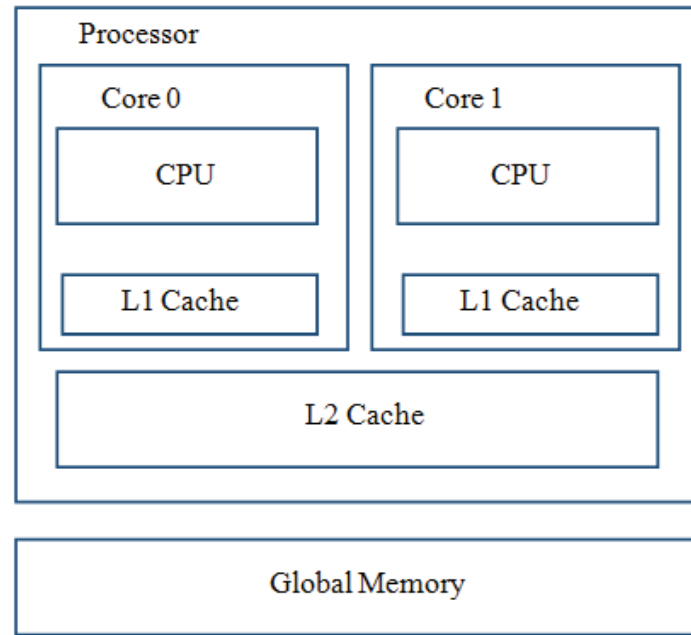 Processor
Core 0
Core 1
CPU
CPU
L1 Cache
L1 Cache
L2 Cache
Global Memory